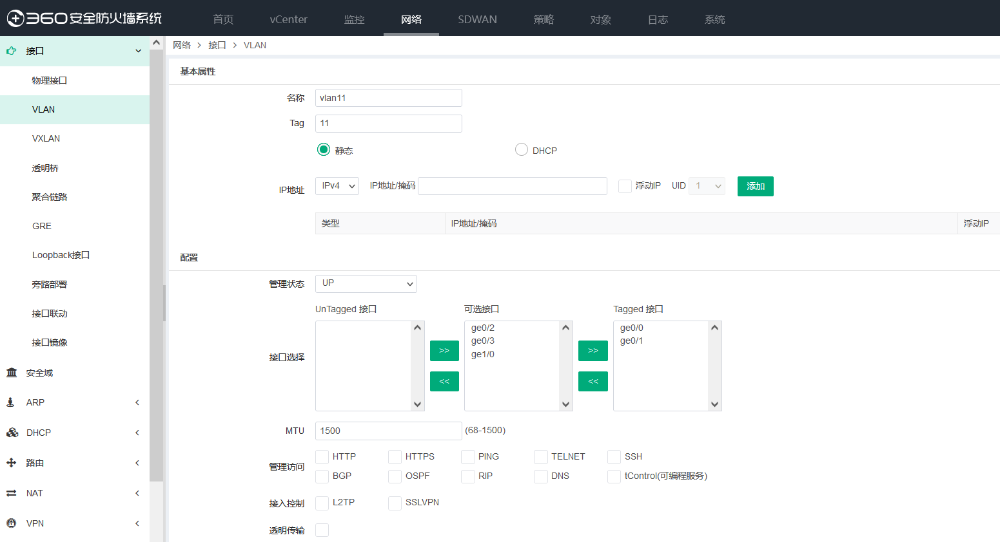 360安全防火墙系统
首页 vCenter 监控 网络 SDWAN 策略 对象 日志 系统
接口
物理接口
VLAN
VXLAN
透明桥
聚合链路
GRE
Loopback接口
旁路部署
接口联动
接口镜像
安全域
ARP
DHCP
路由
NAT
VPN
网络 > 接口 > VLAN
基本属性
名称 vlan11
Tag 11
静态 DHCP
IP地址 IPv4 IP地址/掩码 浮动IP UID 1 添加
类型 IP地址/掩码 浮动IP
配置
管理状态 UP
UnTagged 接口 可选接口 Tagged 接口
接口选择
ge0/2
ge0/3
ge1/0
ge0/0
ge0/1
>> >>
<< <<
MTU 1500 (68-1500)
管理访问
HTTP HTTPS PING TELNET SSH
BGP OSPF RIP DNS tControl(可编程服务)
接入控制 L2TP SSLVPN
透明传输